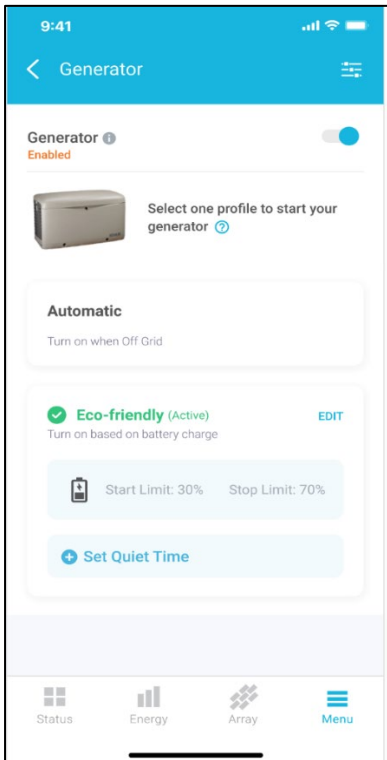 9:41
Generator
Generator
Enabled
Select one profile to start your
generator
Automatic
Turn on when Off Grid
Eco-friendly (Active)
EDIT
Turn on based on battery charge
Start Limit: 30%
Stop Limit: 70%
Set Quiet Time
Status
Energy
Array
Menu